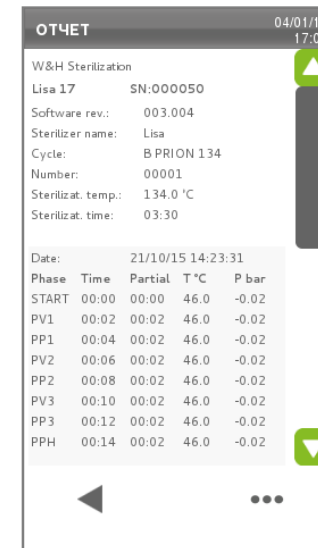 ОТЧЕТ
04/01/1
17:0
W&H Sterilization
Lisa 17 SN:000050
Software rev.: 003.004
Sterilizer name: Lisa
Cycle: B PRION 134
Number: 00001
Sterilizat. temp.: 134.0 'C
Sterilizat. time: 03:30
Date: 21/10/15 14:23:31
Phase Time Partial T °C P bar
START 00:00 00:00 46.0 -0.02
PV1 00:02 00:02 46.0 -0.02
PP1 00:04 00:02 46.0 -0.02
PV2 00:06 00:02 46.0 -0.02
PP2 00:08 00:02 46.0 -0.02
PV3 00:10 00:02 46.0 -0.02
PP3 00:12 00:02 46.0 -0.02
PPH 00:14 00:02 46.0 -0.02